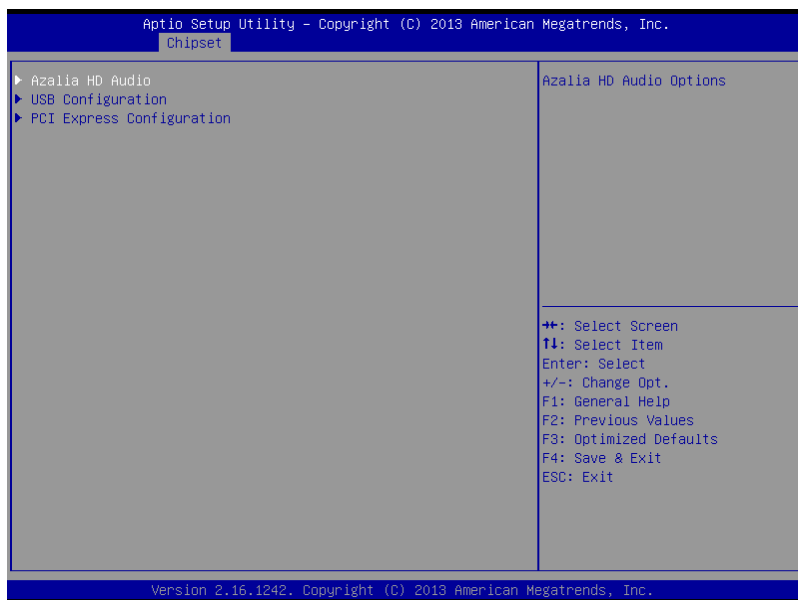 Aptio Setup Utility – Copyright (C) 2013 American Megatrends, Inc.
Chipset
Azalia HD Audio
USB Configuration
PCI Express Configuration
Azalia HD Audio Options
→←: Select Screen
↑↓: Select Item
Enter: Select
+/-: Change Opt.
F1: General Help
F2: Previous Values
F3: Optimized Defaults
F4: Save & Exit
ESC: Exit
Version 2.16.1242. Copyright (C) 2013 American Megatrends, Inc.